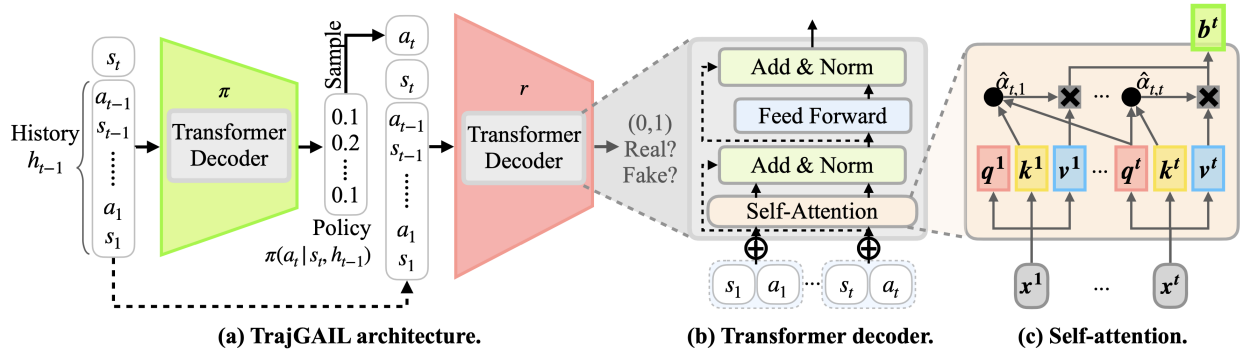 s_t
History
h_{t-1}
a_{t-1}
s_{t-1}
......
a_1
s_1
π
Transformer
Decoder
Sample
0.1
0.2
......
0.1
Policy
π(a_t|s_t, h_{t-1})
a_t
s_t
a_{t-1}
s_{t-1}
......
a_1
s_1
r
Transformer
Decoder
(0,1)
Real?
Fake?
(a) TrajGAIL architecture.
Add & Norm
Feed Forward
Add & Norm
Self-Attention
s_1 a_1 ... s_t a_t
(b) Transformer decoder.
b^t
α̂_{t,1} ... α̂_{t,t}
q^1 k^1 v^1 ... q^t k^t v^t
x^1 ... x^t
(c) Self-attention.